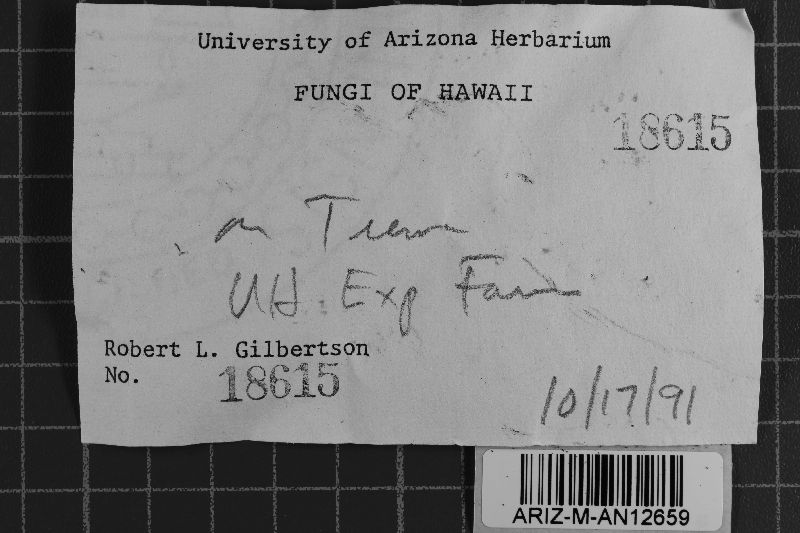 University of Arizona Herbarium
FUNGI OF HAWAII
18615
on
UH Exp Farm
Robert L. Gilbertson
No. 18615
10/17/91
ARIZ-M-AN12659